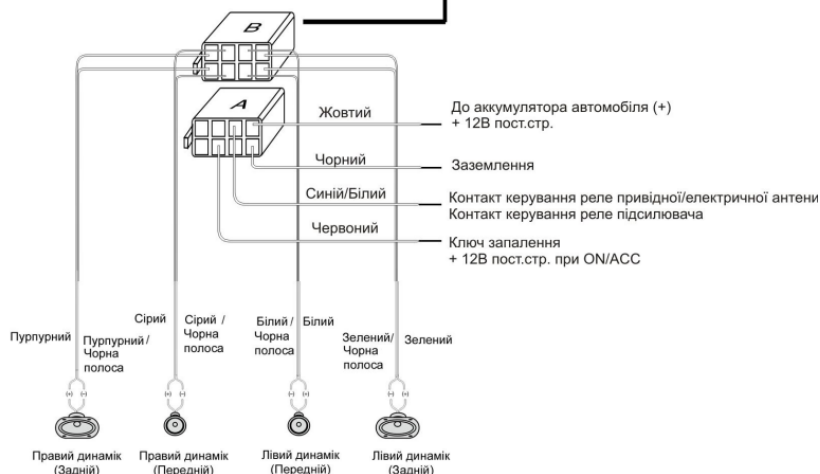 B
A
Жовтий
До аккумулятора автомобіля (+)
+ 12В пост.стр.
Чорний
Заземлення
Синій/Білий
Контакт керування реле привідної/електричної антени
Контакт керування реле підсилювача
Червоний
Ключ запалення
+ 12В пост.стр. при ON/ACC
Пурпурний
Пурпурний /
Чорна
полоса
Сірий
Сірий /
Чорна
полоса
Білий /
Чорна
полоса
Білий
Зелений/
Чорна
полоса
Зелений
Правий динамік
(Задній)
Правий динамік
(Передній)
Лівий динамік
(Передній)
Лівий динамік
(Задній)